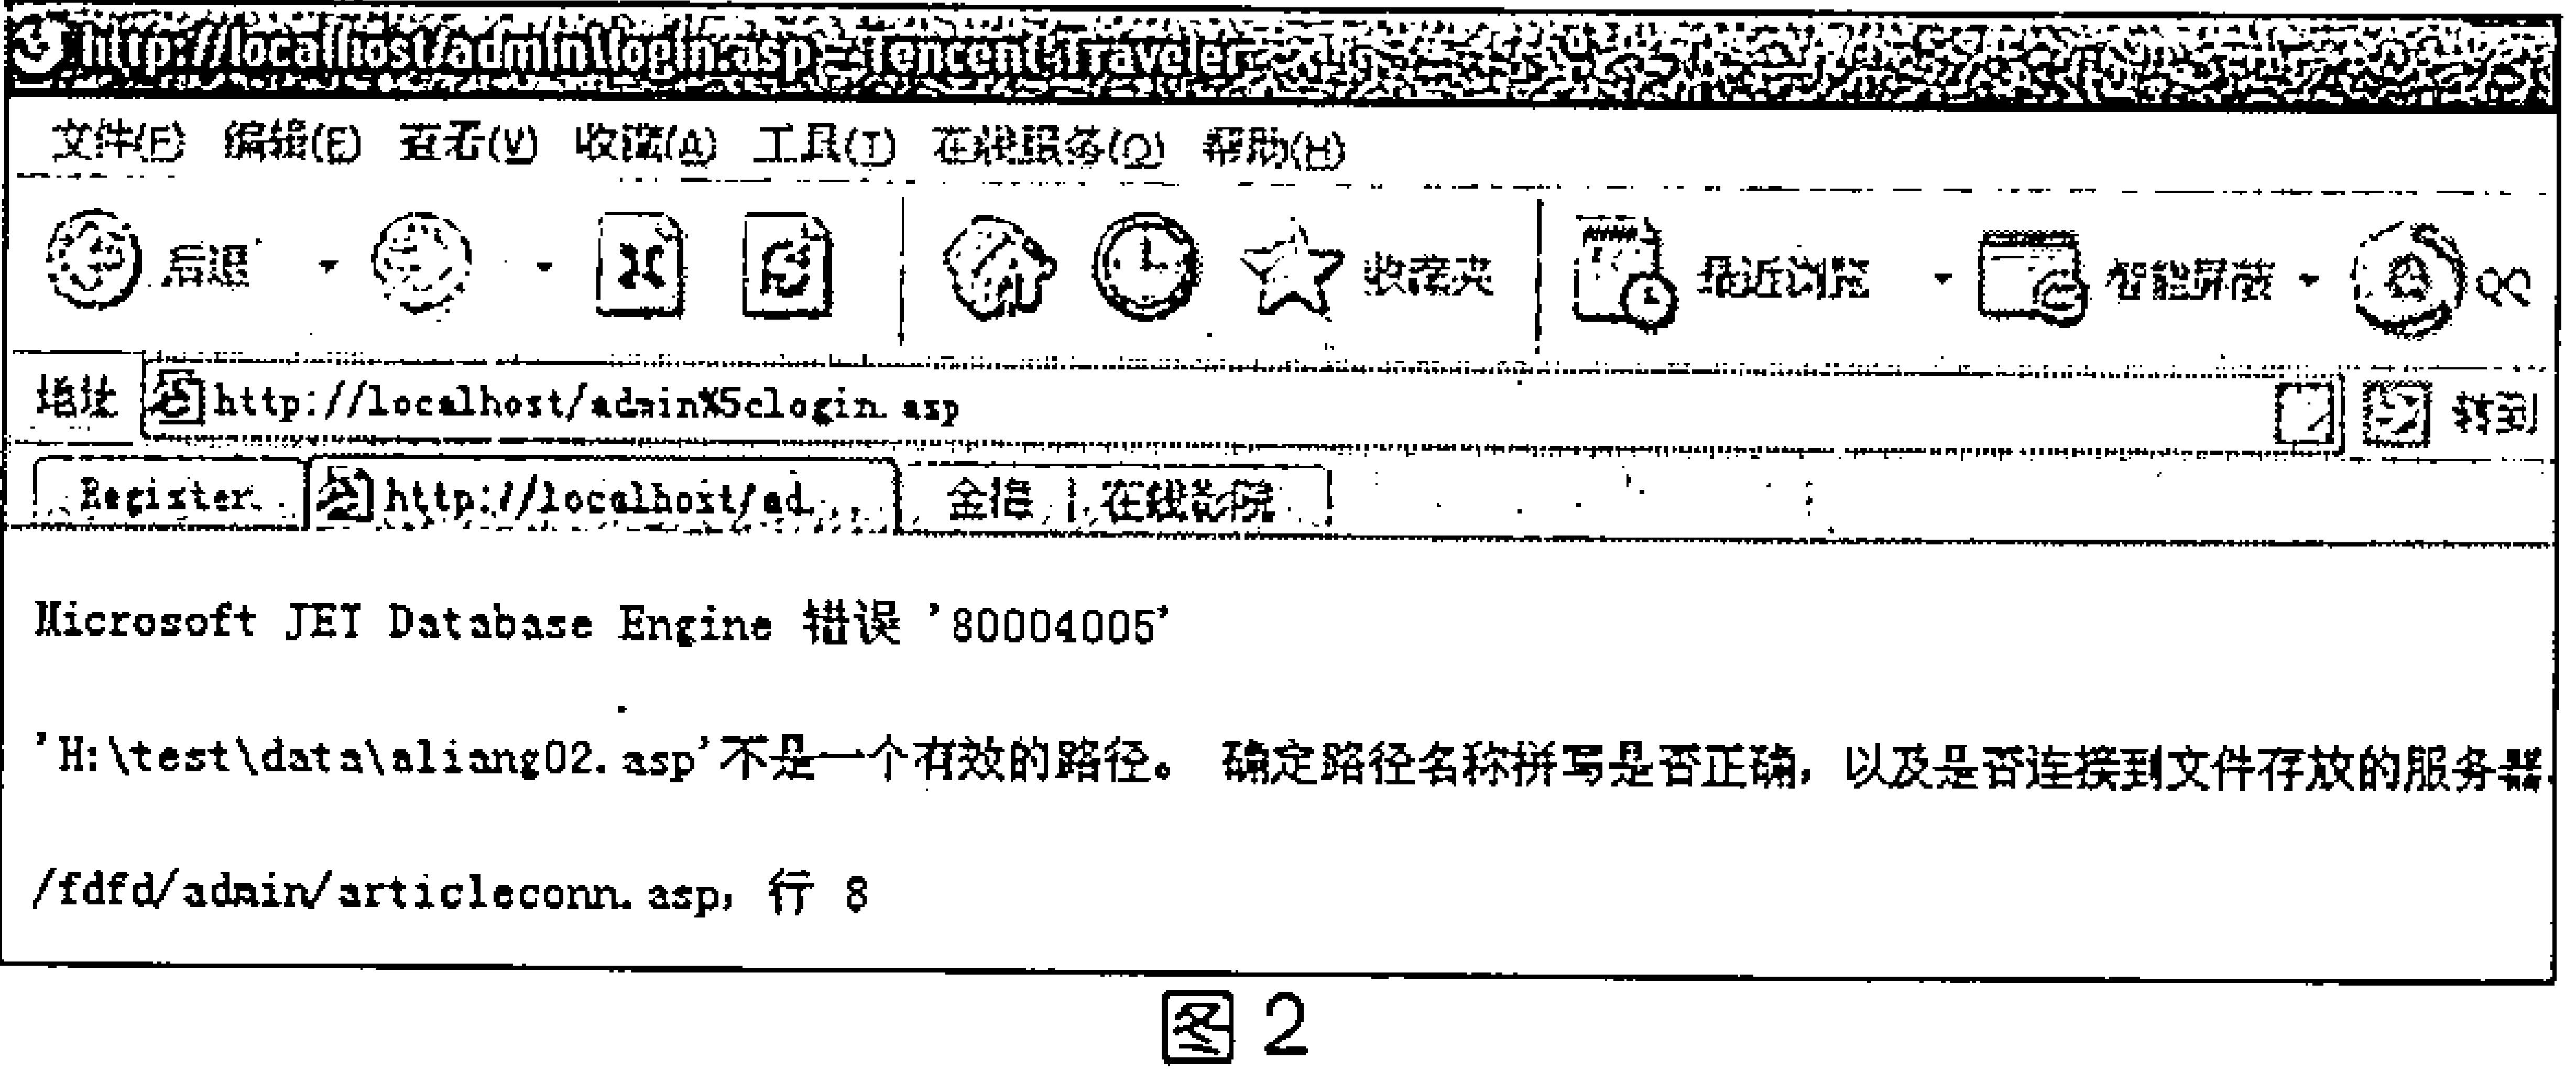 http://localhost/admin\login.asp - Tencent Traveler
文件(F) 编辑(E) 查看(V) 收藏(A) 工具(T) 在线服务(O) 帮助(H)
后退 收藏夹 最近浏览 智能屏蔽 QQ
地址 http://localhost/admin%5clogin.asp 转到
Register http://localhost/ad... 在线影院
Microsoft JET Database Engine 错误 '80004005'
'H:\test\data\aliang02.asp'不是一个有效的路径。 确定路径名称拼写是否正确，以及是否连接到文件存放的服务器
/fdfd/admin/articleconn.asp，行 8
图 2